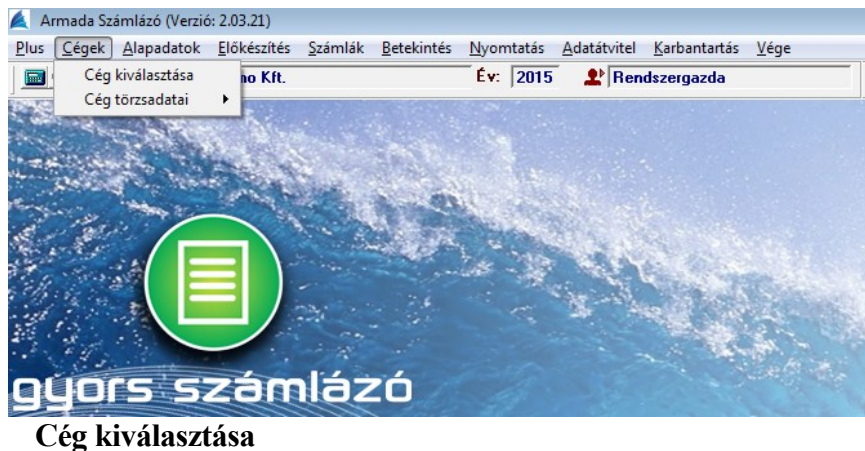 Armada Számlázó (Verzió: 2.03.21)
Plus Cégek Alapadatok Előkészítés Számlák Betekintés Nyomtatás Adatátvitel Karbantartás Vége
Kft. Év: 2015 Rendszergazda
Cég kiválasztása
Cég törzsadatai
gyors számlázó
Cég kiválasztása